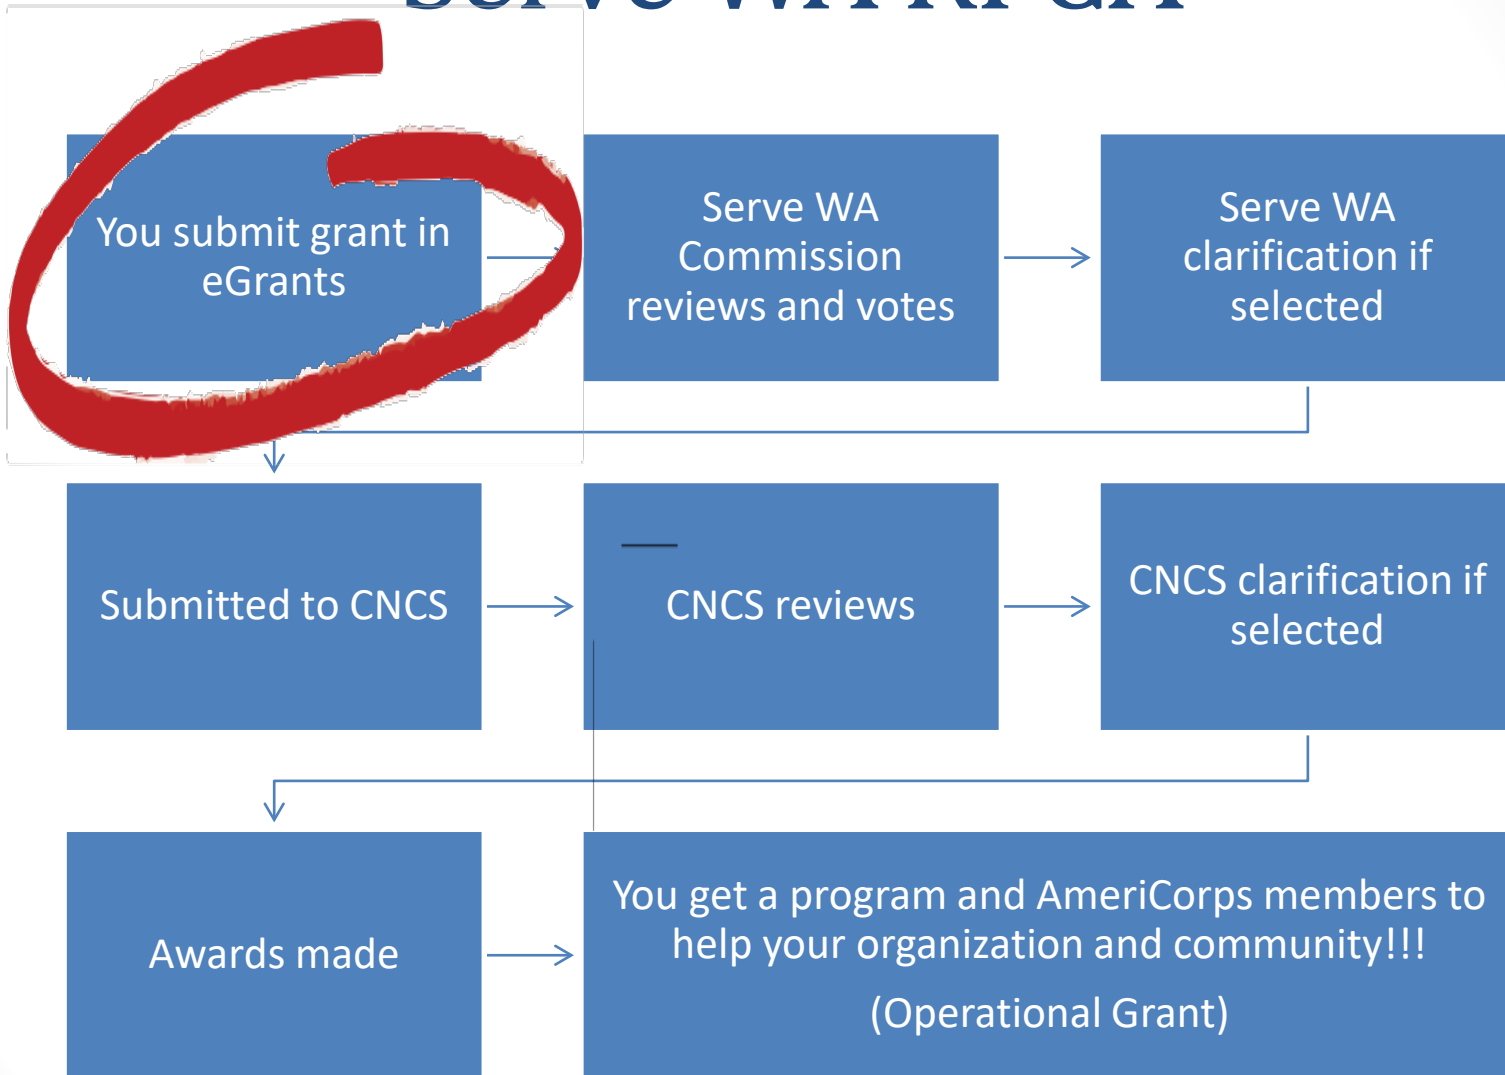 You submit grant in
eGrants
Serve WA
Commission
reviews and votes
Serve WA
clarification if
selected
Submitted to CNCS
CNCS reviews
CNCS clarification if
selected
Awards made
You get a program and AmeriCorps members to
help your organization and community!!!
(Operational Grant)